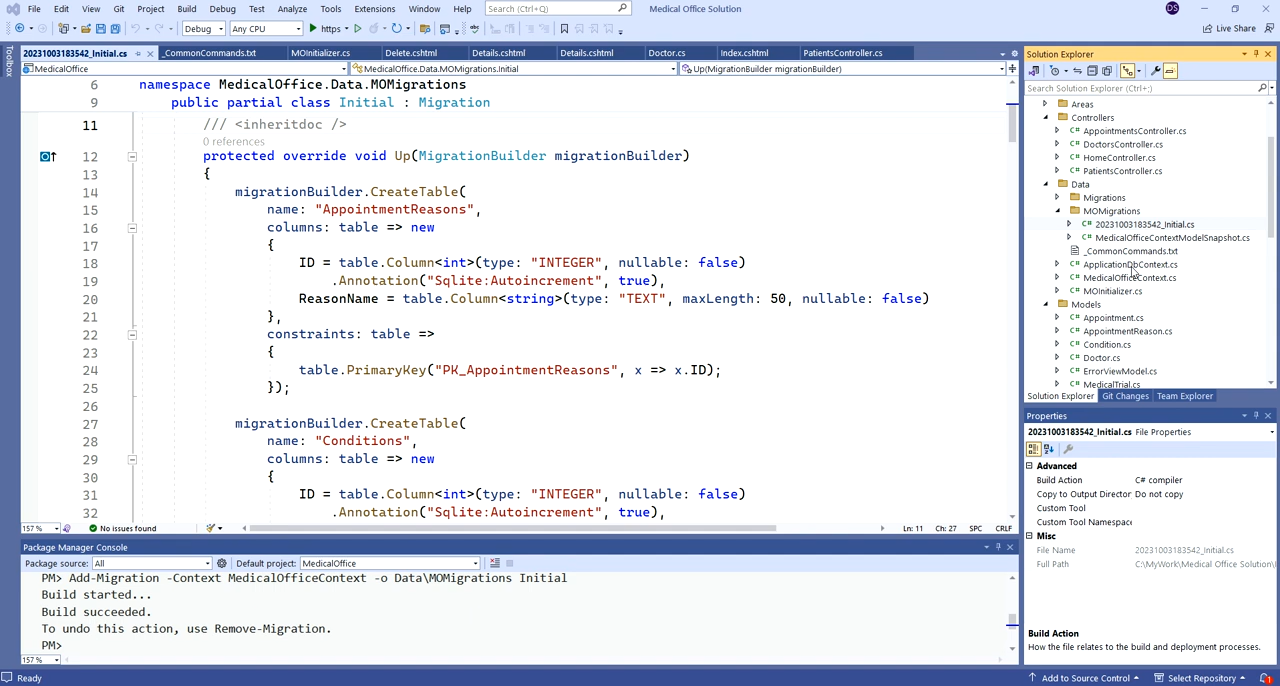 File Edit View Git Project Build Debug Test Analyze Tools Extensions Window Help Search (Ctrl+Q) Medical Office Solution DS
Debug Any CPU https Live Share
20231003183542_Initial.cs _CommonCommands.txt MOInitializer.cs Delete.cshtml Details.cshtml Details.cshtml Doctor.cs Index.cshtml PatientsController.cs
MedicalOffice MedicalOffice.Data.MOMigrations.Initial Up(MigrationBuilder migrationBuilder)
Toolbox
6 namespace MedicalOffice.Data.MOMigrations
9 public partial class Initial : Migration
11 /// <inheritdoc />
0 references
12 protected override void Up(MigrationBuilder migrationBuilder)
13 {
14 migrationBuilder.CreateTable(
15 name: "AppointmentReasons",
16 columns: table => new
17 {
18 ID = table.Column<int>(type: "INTEGER", nullable: false)
19 .Annotation("Sqlite:Autoincrement", true),
20 ReasonName = table.Column<string>(type: "TEXT", maxLength: 50, nullable: false)
21 },
22 constraints: table =>
23 {
24 table.PrimaryKey("PK_AppointmentReasons", x => x.ID);
25 });
26
27 migrationBuilder.CreateTable(
28 name: "Conditions",
29 columns: table => new
30 {
31 ID = table.Column<int>(type: "INTEGER", nullable: false)
32 .Annotation("Sqlite:Autoincrement", true),
157 % No issues found Ln: 11 Ch: 27 SPC CRLF
Package Manager Console
Package source: All Default project: MedicalOffice
PM> Add-Migration -Context MedicalOfficeContext -o Data\MOMigrations Initial
Build started...
Build succeeded.
To undo this action, use Remove-Migration.
PM>
157 %
Solution Explorer
Search Solution Explorer (Ctrl+;)
Areas
Controllers
C# AppointmentsController.cs
C# DoctorsController.cs
C# HomeController.cs
C# PatientsController.cs
Data
Migrations
MOMigrations
C# 20231003183542_Initial.cs
C# MedicalOfficeContextModelSnapshot.cs
_CommonCommands.txt
C# ApplicationDbContext.cs
C# MedicalOfficeContext.cs
C# MOInitializer.cs
Models
C# Appointment.cs
C# AppointmentReason.cs
C# Condition.cs
C# Doctor.cs
C# ErrorViewModel.cs
C# MedicalTrial.cs
Solution Explorer Git Changes Team Explorer
Properties
20231003183542_Initial.cs File Properties
Advanced
Build Action C# compiler
Copy to Output Director Do not copy
Custom Tool
Custom Tool Namespace
Misc
File Name 20231003183542_Initial.cs
Full Path C:\MyWork\Medical Office Solution\
Build Action
How the file relates to the build and deployment processes.
Ready Add to Source Control Select Repository 1